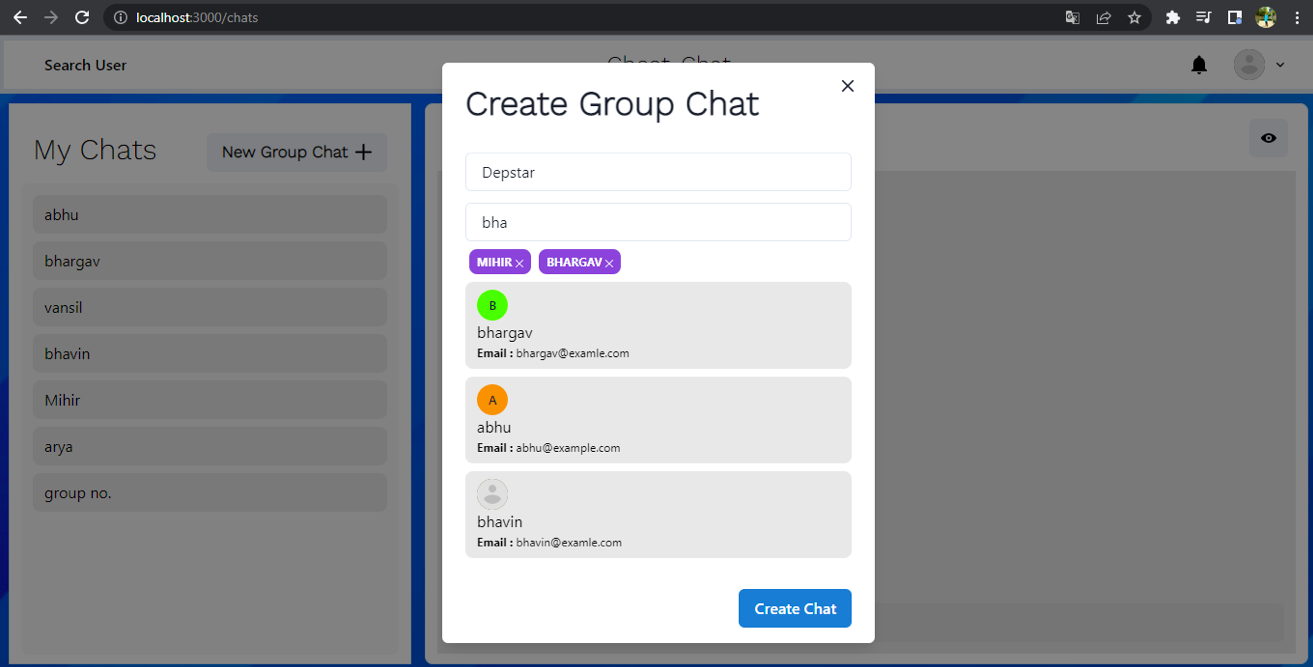 localhost:3000/chats
Search User
My Chats
New Group Chat
abhu
bhargav
vansil
bhavin
Mihir
arya
group no.
Create Group Chat
Depstar
bha
MIHIR BHARGAV
B
bhargav
Email : bhargav@examle.com
A
abhu
Email : abhu@example.com
bhavin
Email : bhavin@examle.com
Create Chat